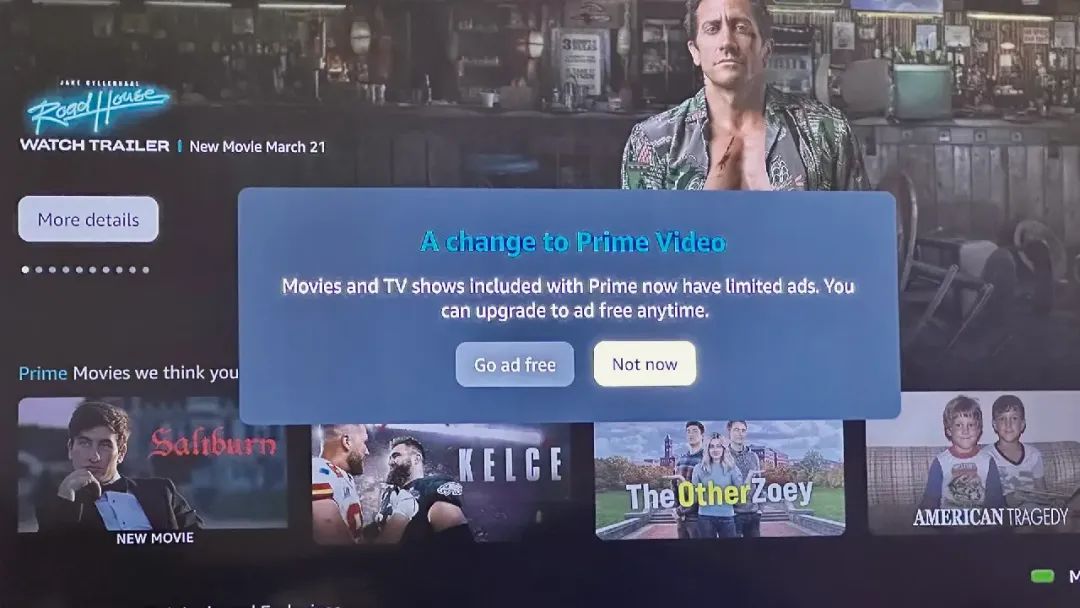 JAKE GYLLENHAAL
Road House
WATCH TRAILER | New Movie March 21
More details
A change to Prime Video
Movies and TV shows included with Prime now have limited ads. You
can upgrade to ad free anytime.
Go ad free
Not now
Prime Movies we think you
Saltburn
NEW MOVIE
KELCE
The Other Zoey
AMERICAN TRAGEDY
M